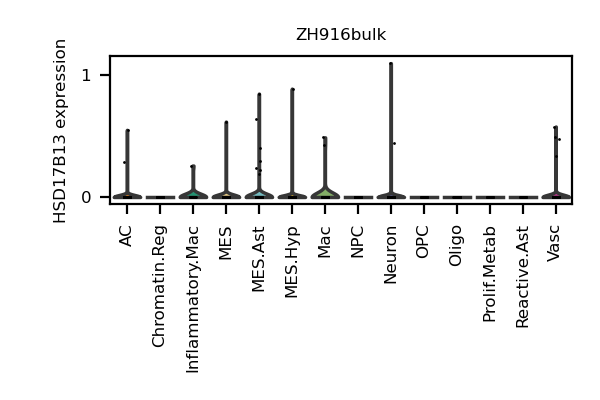 ZH916bulk
HSD17B13 expression
1
0
AC
Chromatin.Reg
Inflammatory.Mac
MES
MES.Ast
MES.Hyp
Mac
NPC
Neuron
OPC
Oligo
Prolif.Metab
Reactive.Ast
Vasc